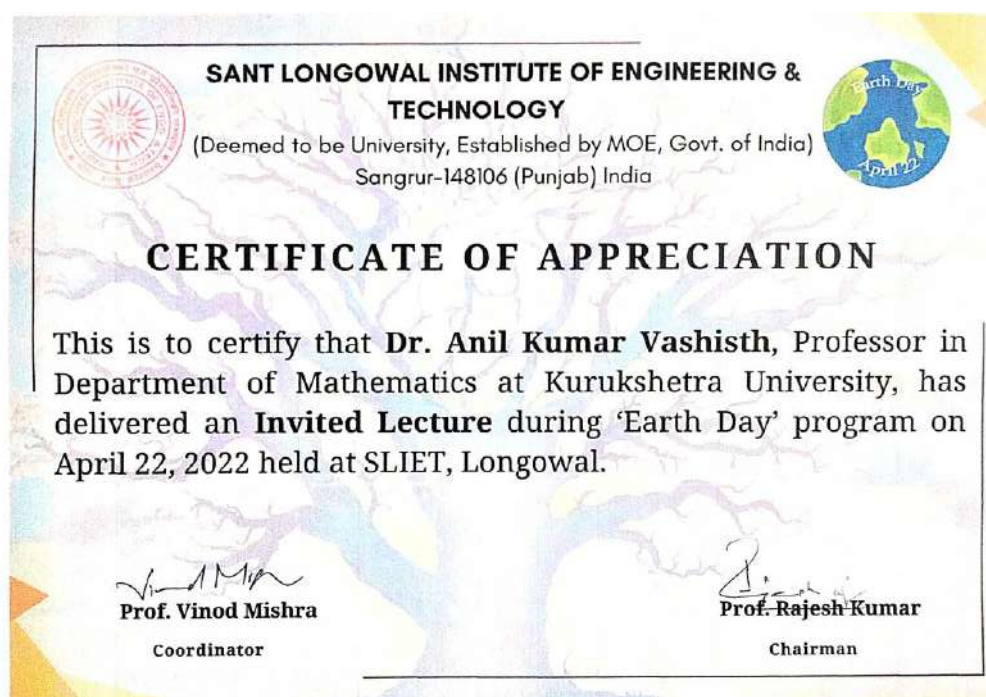 SANT LONGOWAL INSTITUTE OF ENGINEERING &
TECHNOLOGY
(Deemed to be University, Established by MOE, Govt. of India)
Sangrur-148106 (Punjab) India
Earth Day
April 22
CERTIFICATE OF APPRECIATION
This is to certify that Dr. Anil Kumar Vashisth, Professor in
Department of Mathematics at Kurukshetra University, has
delivered an Invited Lecture during ‘Earth Day’ program on
April 22, 2022 held at SLIET, Longowal.
Prof. Vinod Mishra
Coordinator
Prof. Rajesh Kumar
Chairman